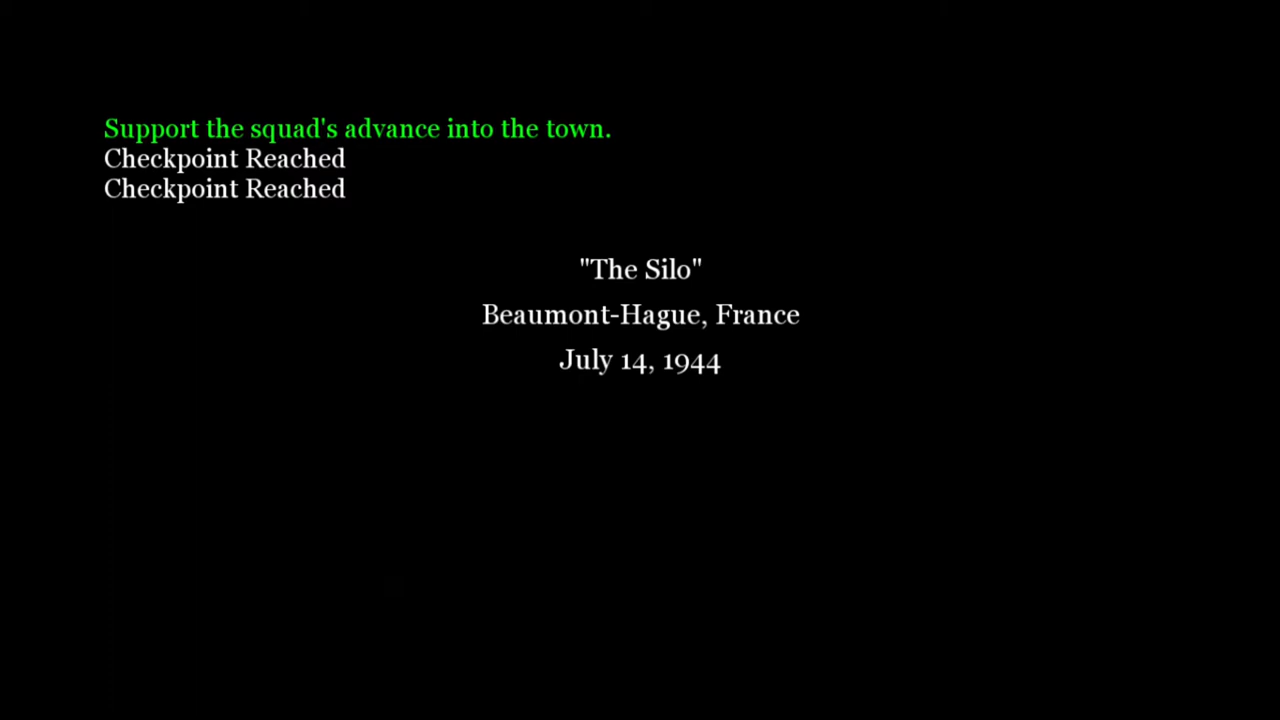 Support the squad's advance into the town.
Checkpoint Reached
Checkpoint Reached
"The Silo"
Beaumont-Hague, France
July 14, 1944